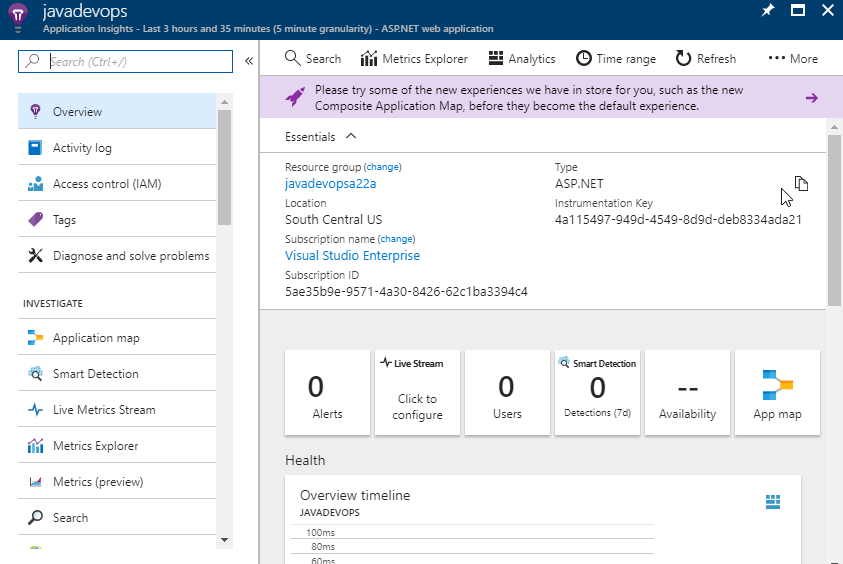 javadevops
Application Insights - Last 3 hours and 35 minutes (5 minute granularity) - ASP.NET web application
Search (Ctrl+/)
«
Overview
Activity log
Access control (IAM)
Tags
Diagnose and solve problems
INVESTIGATE
Application map
Smart Detection
Live Metrics Stream
Metrics Explorer
Metrics (preview)
Search
Search
Metrics Explorer
Analytics
Time range
Refresh
••• More
Please try some of the new experiences we have in store for you, such as the new
Composite Application Map, before they become the default experience.
Essentials
Resource group (change)
javadevopsa22a
Location
South Central US
Subscription name (change)
Visual Studio Enterprise
Subscription ID
5ae35b9e-9571-4a30-8426-62c1ba3394c4
Type
ASP.NET
Instrumentation Key
4a115497-949d-4549-8d9d-deb8334ada21
0
Alerts
Live Stream
Click to
configure
0
Users
Smart Detection
0
Detections (7d)
--
Availability
App map
Health
Overview timeline
JAVADEVOPS
100ms
80ms
60ms